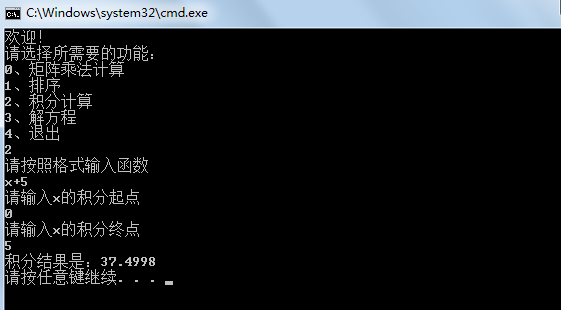 C:\Windows\system32\cmd.exe
欢迎!
请选择所需要的功能:
0、矩阵乘法计算
1、排序
2、积分计算
3、解方程
4、退出
2
请按照格式输入函数
x+5
请输入x的积分起点
0
请输入x的积分终点
5
积分结果是: 37.4998
请按任意键继续. . .